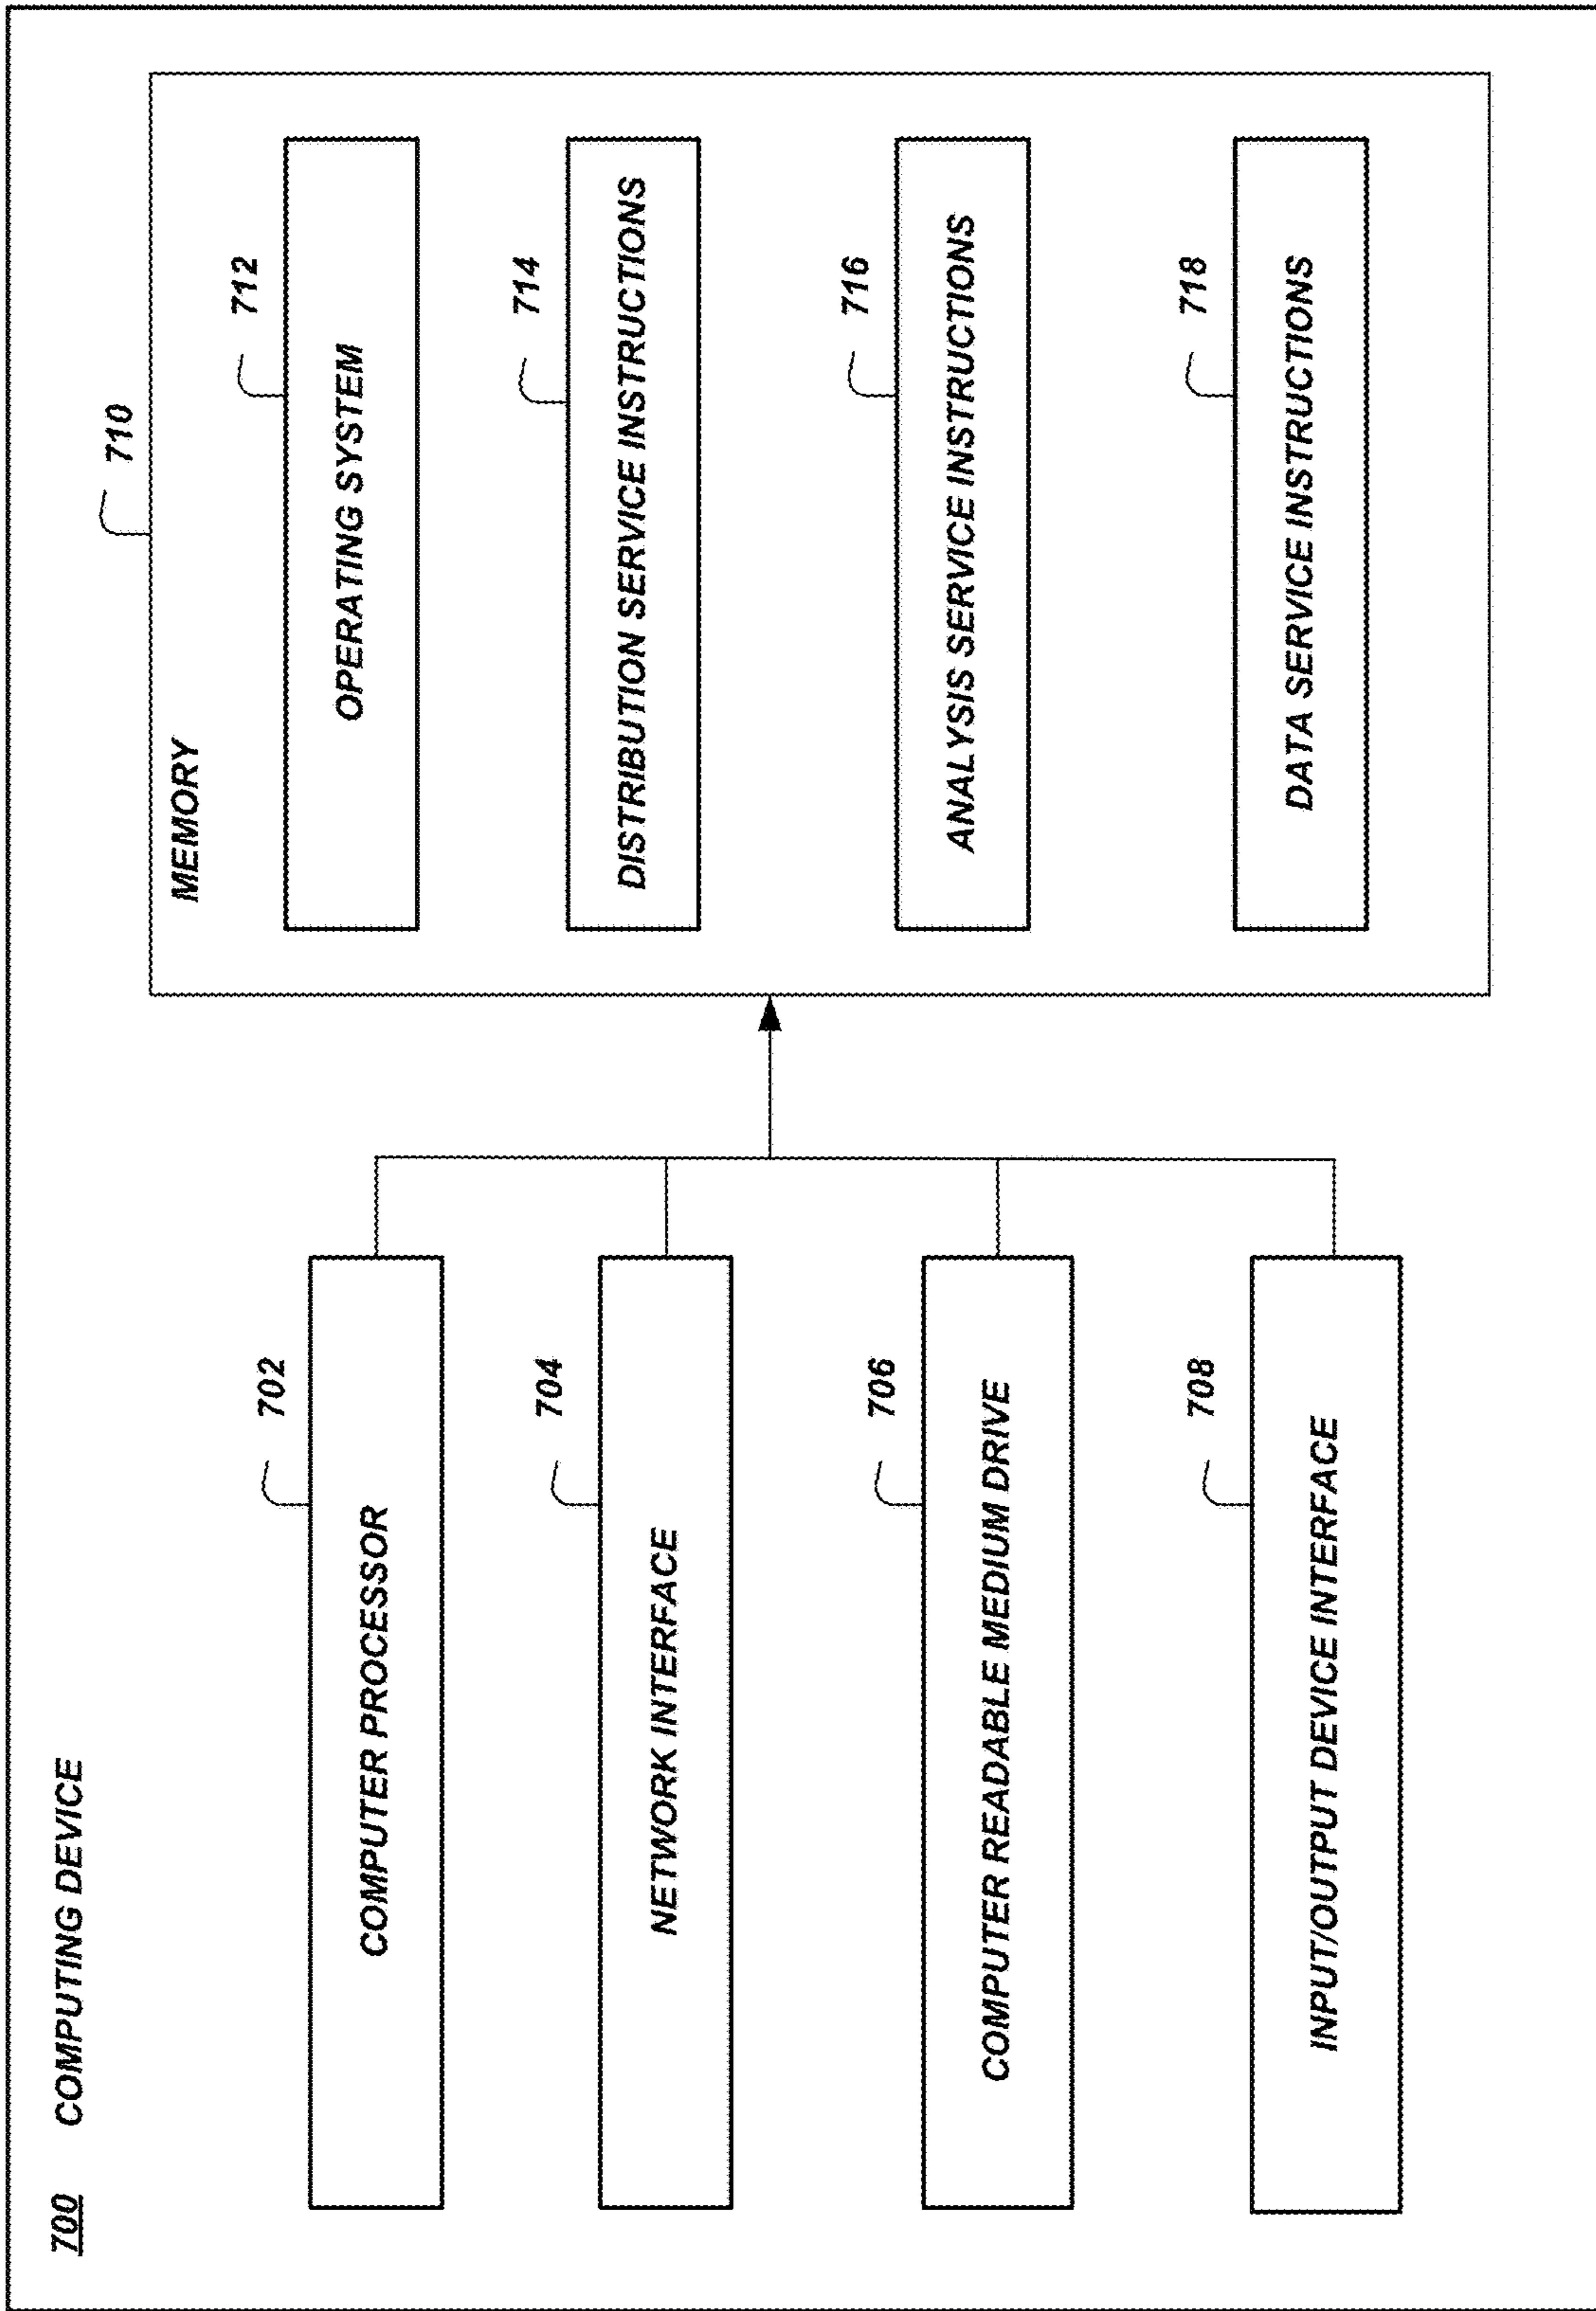 700 COMPUTING DEVICE
702
COMPUTER PROCESSOR
704
NETWORK INTERFACE
706
COMPUTER READABLE MEDIUM DRIVE
708
INPUT/OUTPUT DEVICE INTERFACE
710
MEMORY
712
OPERATING SYSTEM
714
DISTRIBUTION SERVICE INSTRUCTIONS
716
ANALYSIS SERVICE INSTRUCTIONS
718
DATA SERVICE INSTRUCTIONS